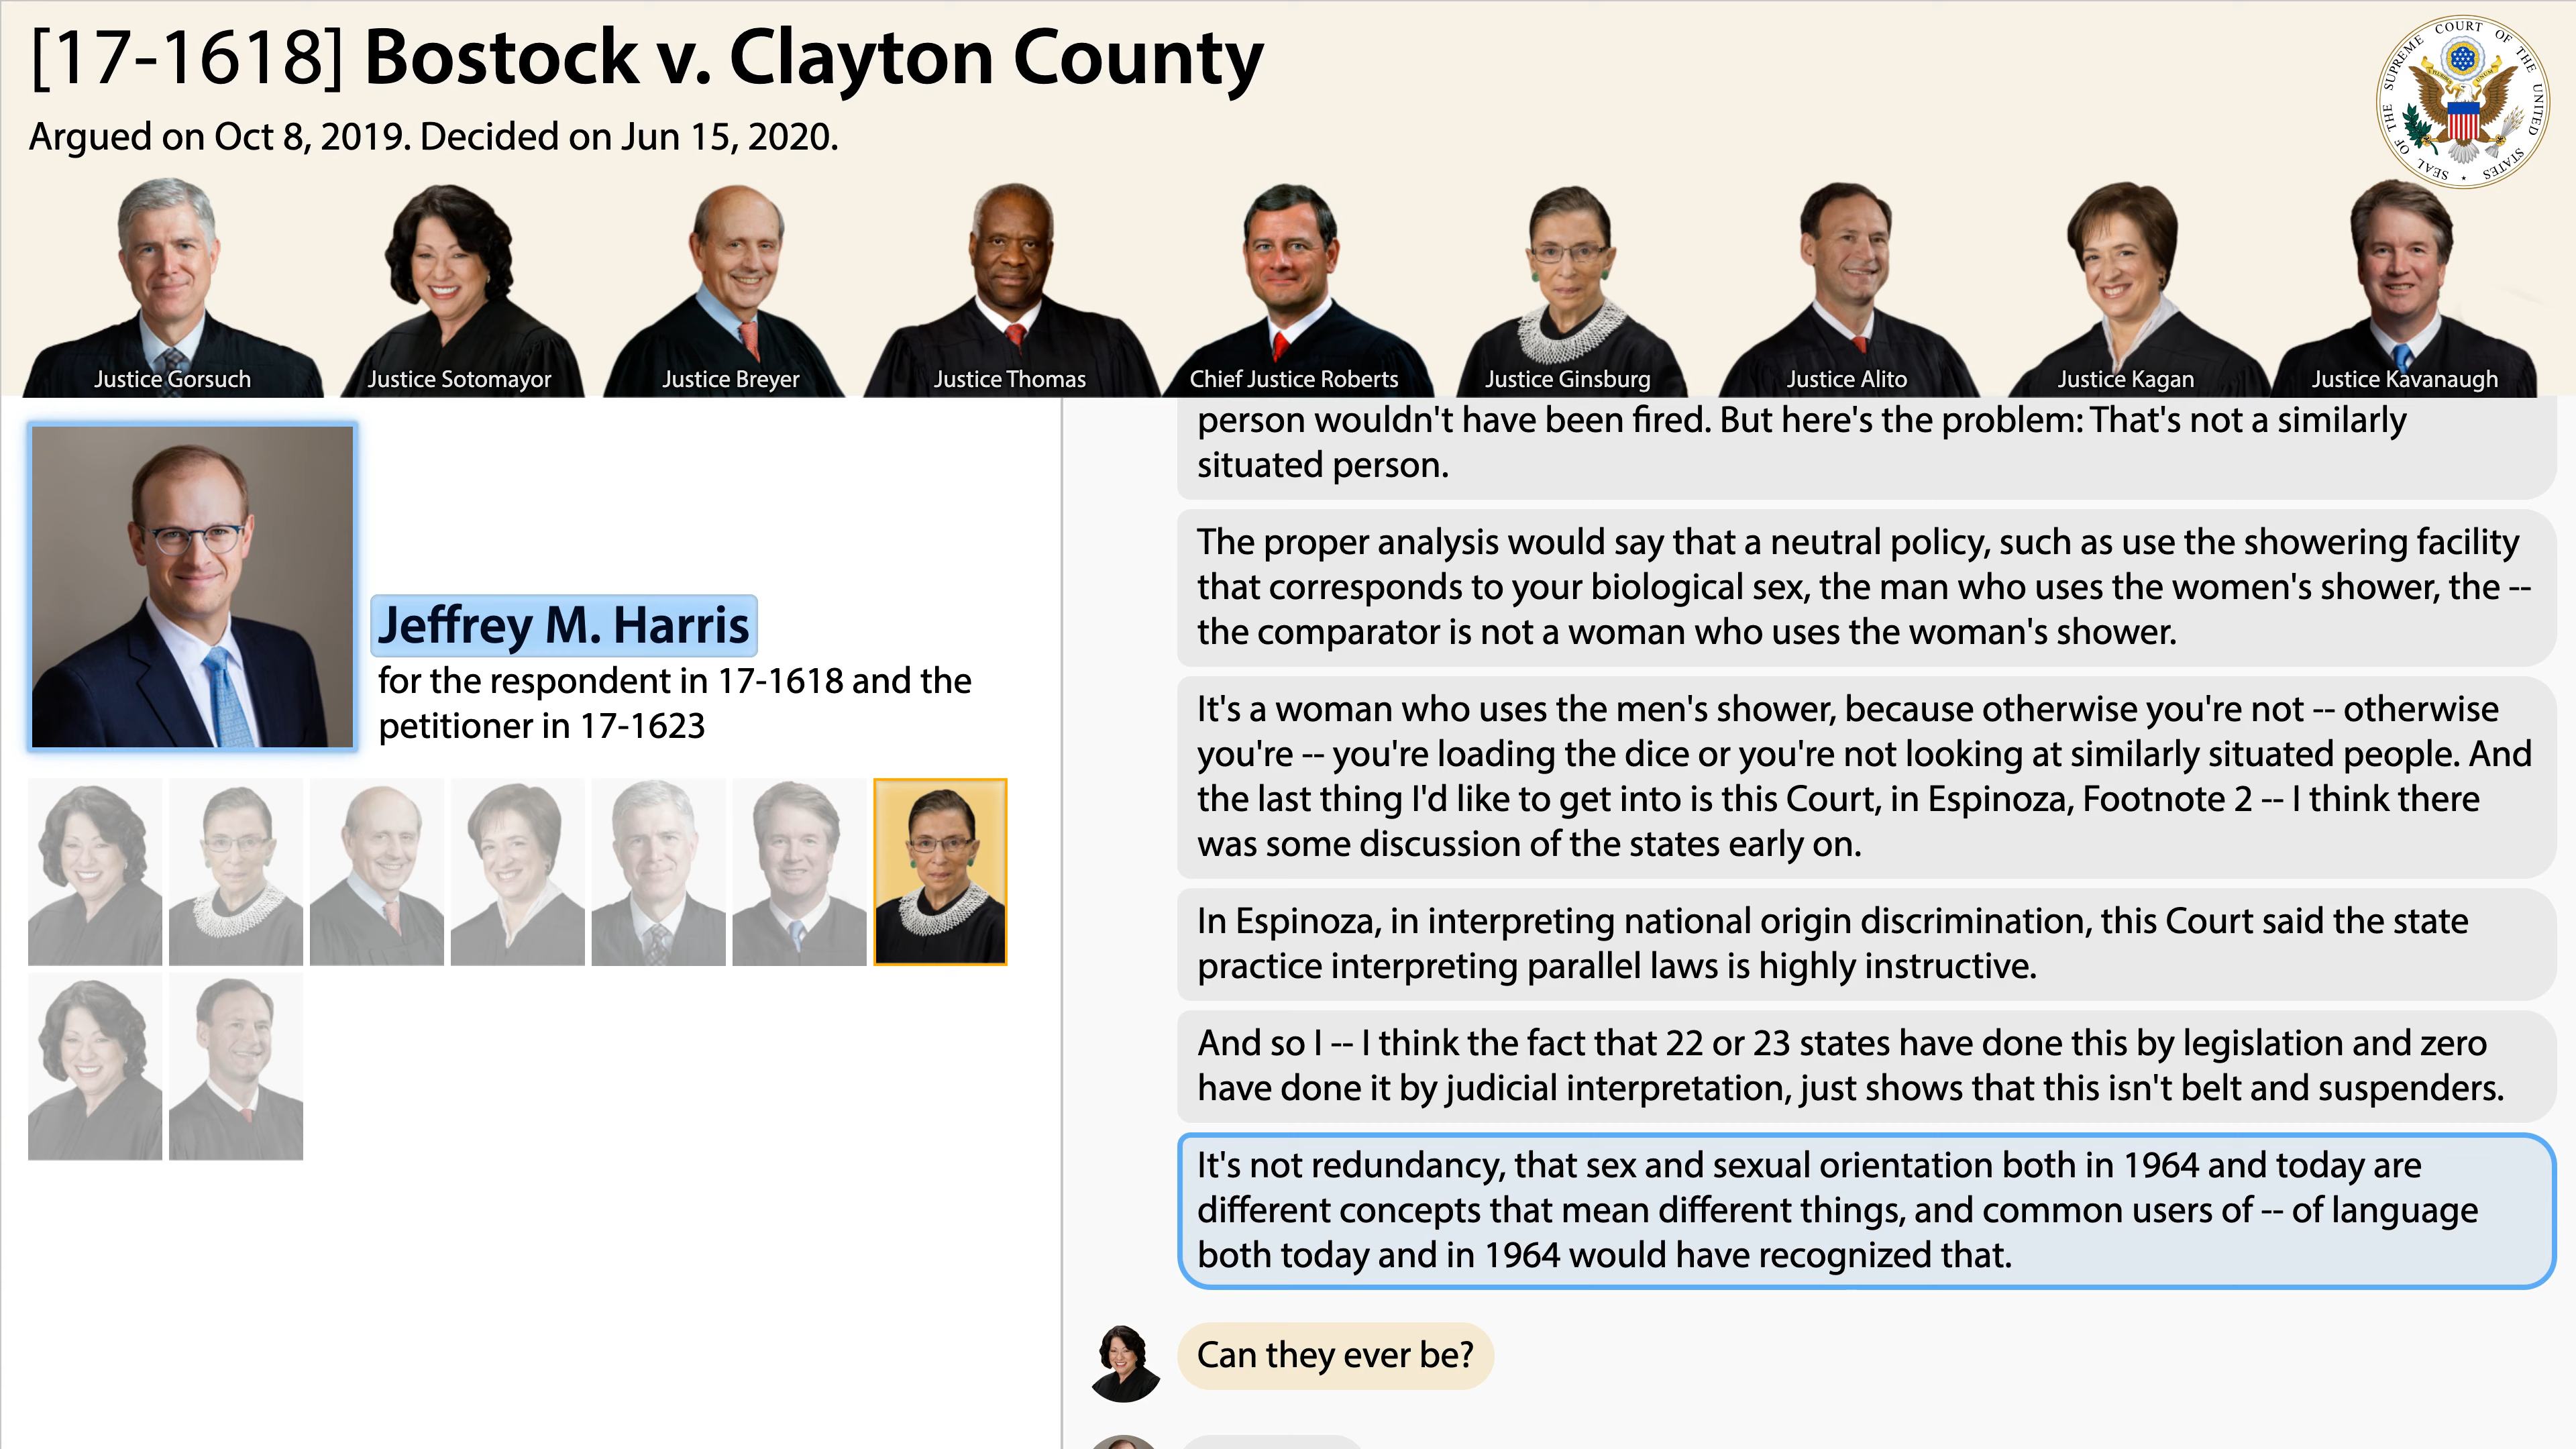 [17-1618] Bostock v. Clayton County
Argued on Oct 8, 2019. Decided on Jun 15, 2020.
SEAL OF THE SUPREME COURT OF THE UNITED STATES
Justice Gorsuch
Justice Sotomayor
Justice Breyer
Justice Thomas
Chief Justice Roberts
Justice Ginsburg
Justice Alito
Justice Kagan
Justice Kavanaugh
Jeffrey M. Harris
for the respondent in 17-1618 and the
petitioner in 17-1623
person wouldn't have been fired. But here's the problem: That's not a similarly
situated person.
The proper analysis would say that a neutral policy, such as use the showering facility
that corresponds to your biological sex, the man who uses the women's shower, the --
the comparator is not a woman who uses the woman's shower.
It's a woman who uses the men's shower, because otherwise you're not -- otherwise
you're -- you're loading the dice or you're not looking at similarly situated people. And
the last thing I'd like to get into is this Court, in Espinoza, Footnote 2 -- I think there
was some discussion of the states early on.
In Espinoza, in interpreting national origin discrimination, this Court said the state
practice interpreting parallel laws is highly instructive.
And so I -- I think the fact that 22 or 23 states have done this by legislation and zero
have done it by judicial interpretation, just shows that this isn't belt and suspenders.
It's not redundancy, that sex and sexual orientation both in 1964 and today are
different concepts that mean different things, and common users of -- of language
both today and in 1964 would have recognized that.
Can they ever be?